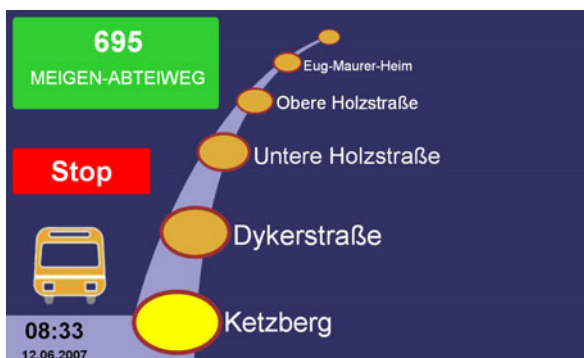 695
MEIGEN-ABTEIWEG
Eug-Maurer-Heim
Obere Holzstraße
Stop
Untere Holzstraße
Dykerstraße
Ketzberg
08:33
12.06.2007